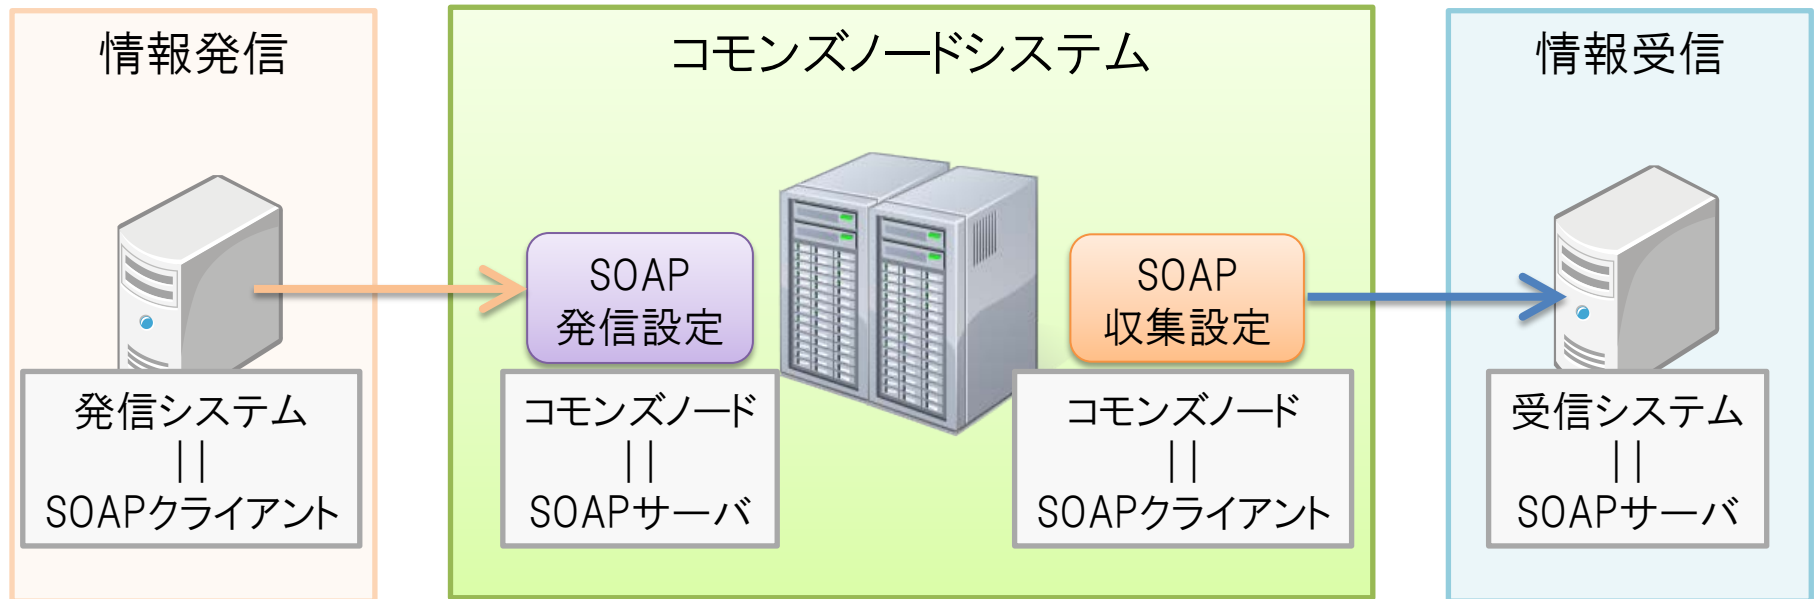 情報発信
コモンズノードシステム
情報受信
SOAP
発信設定
SOAP
収集設定
発信システム
||
SOAPクライアント
コモンズノード
||
SOAPサーバ
コモンズノード
||
SOAPクライアント
受信システム
||
SOAPサーバ